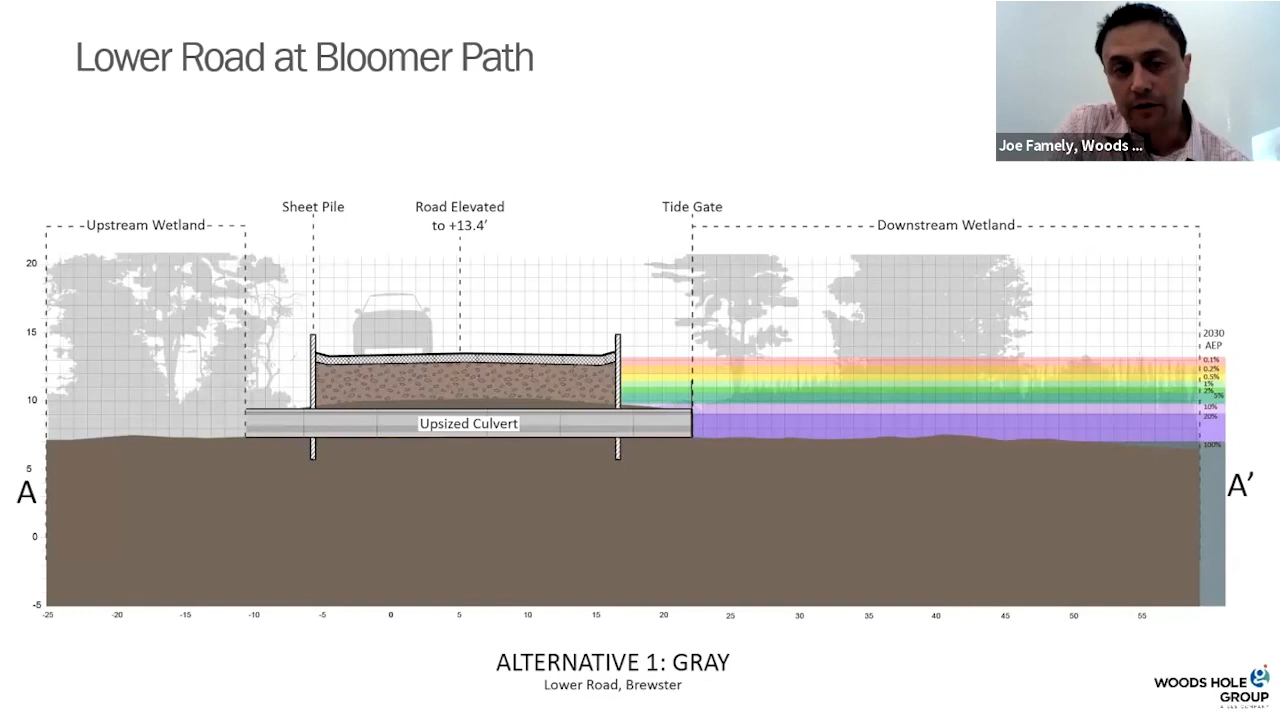 Lower Road at Bloomer Path
Joe Famely, Woods ...
Sheet Pile
Road Elevated
to +13.4’
Tide Gate
Upstream Wetland
Downstream Wetland
20
15
10
5
0
-5
2030
AEP
0.1%
0.2%
0.5%
1%
2%
5%
10%
20%
100%
Upsized Culvert
A
A’
-25 -20 -15 -10 -5 0 5 10 15 20 25 30 35 40 45 50 55
ALTERNATIVE 1: GRAY
Lower Road, Brewster
WOODS HOLE
GROUP